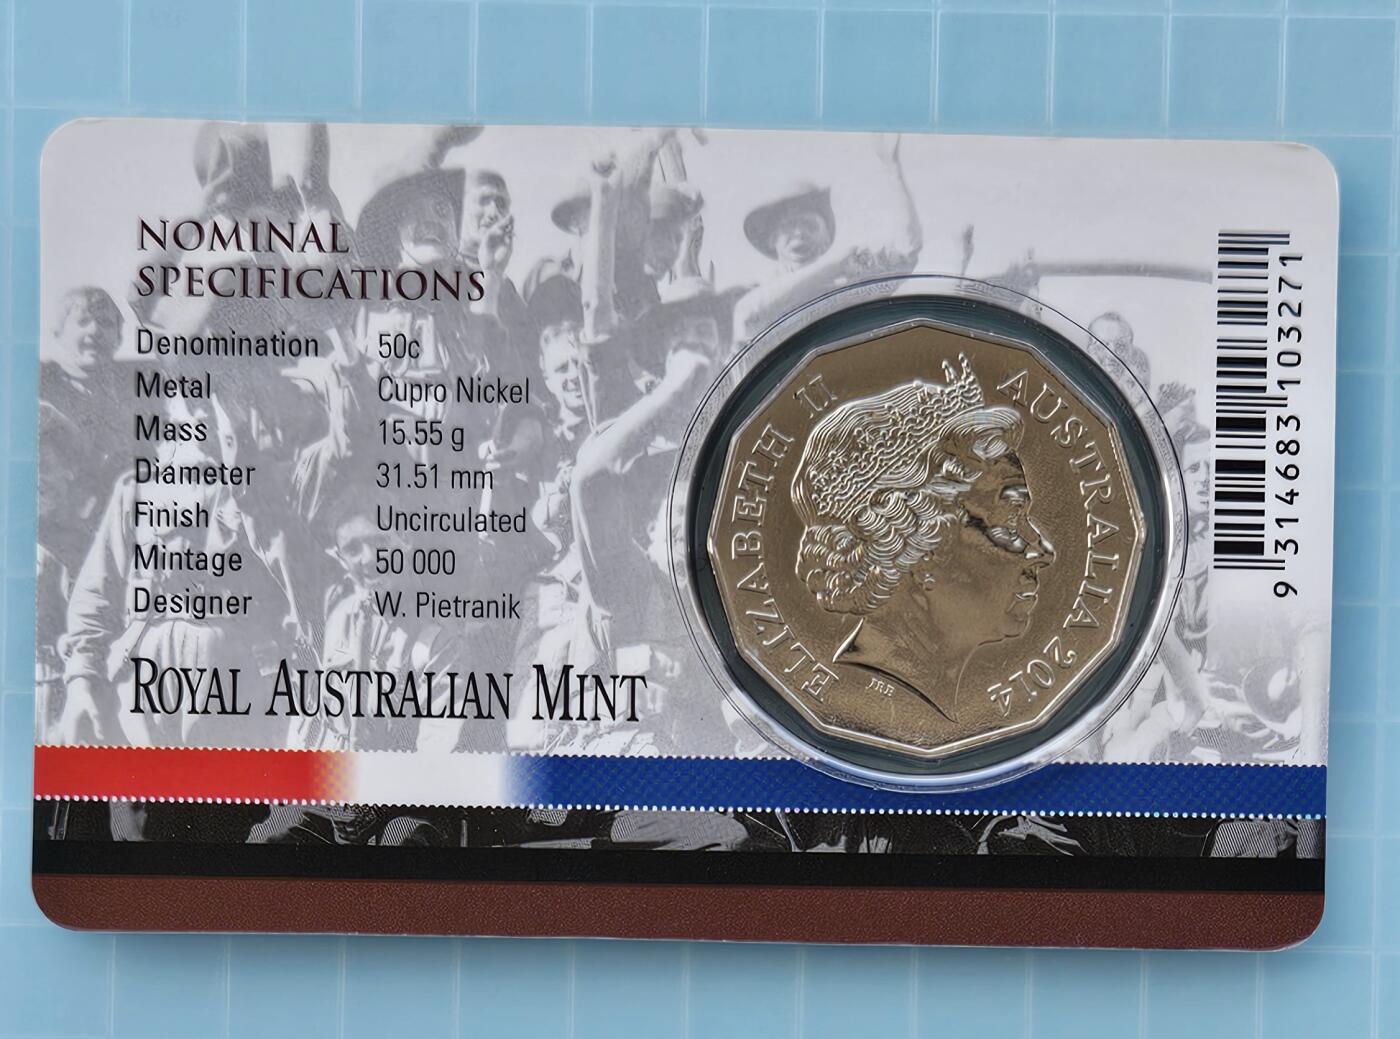 NOMINAL
SPECIFICATIONS
Denomination 50c
Metal Cupro Nickel
Mass 15.55 g
Diameter 31.51 mm
Finish Uncirculated
Mintage 50 000
Designer W. Pietranik
ROYAL AUSTRALIAN MINT
ELIZABETH II AUSTRALIA 2014
IRB
9 314683 103271